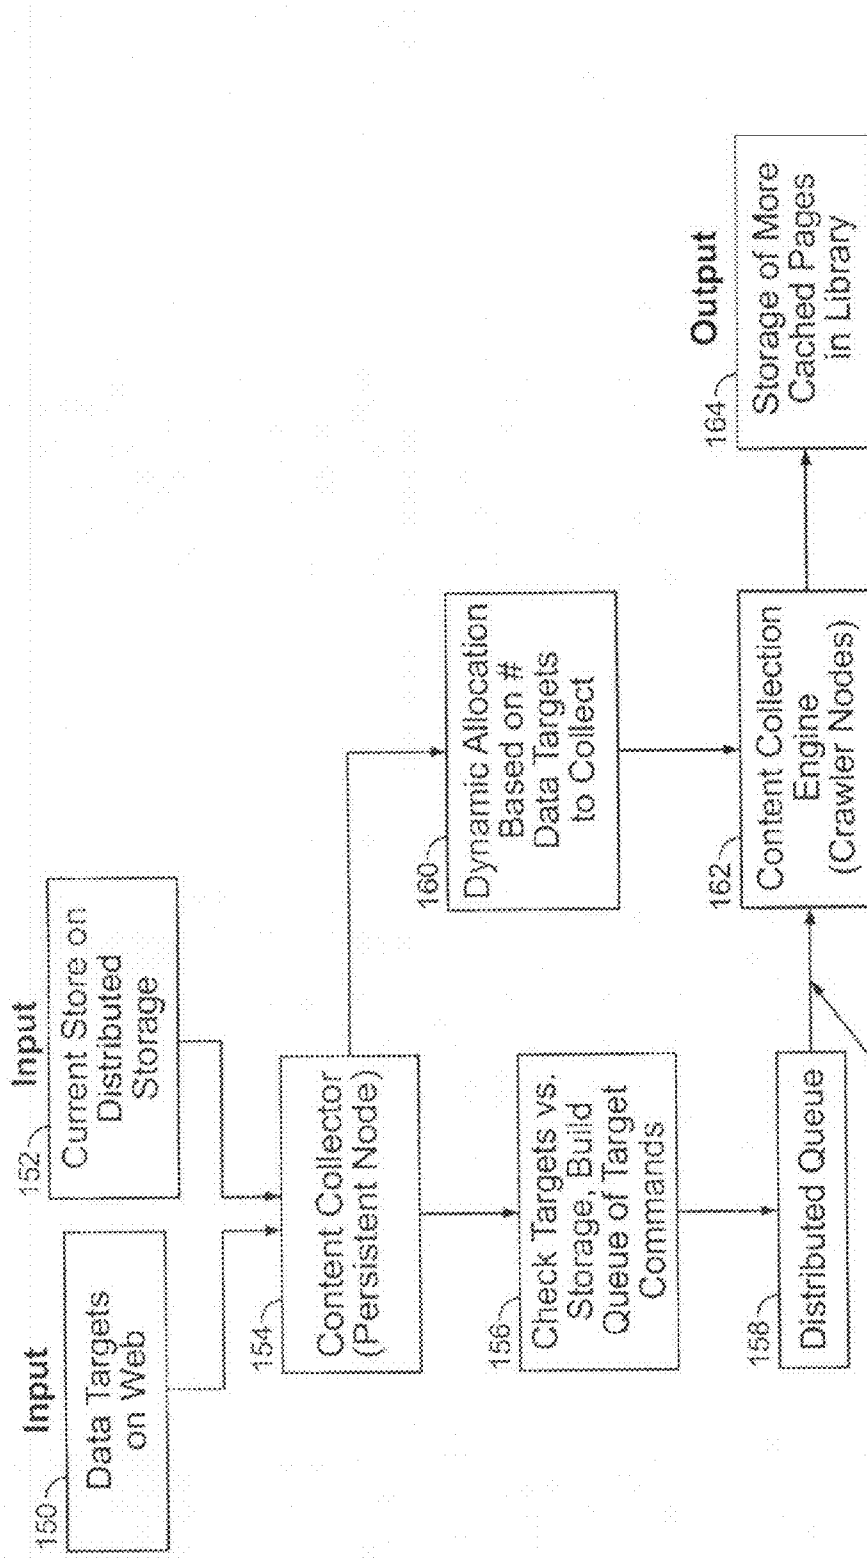 Input
150
Data Targets
on Web
Input
152
Current Store on
Distributed
Storage
154
Content Collector
(Persistent Node)
156
Check Targets vs.
Storage, Build
Queue of Target
Commands
158
Distributed Queue
160
Dynamic Allocation
Based on #
Data Targets
to Collect
162
Content Collection
Engine
(Crawler Nodes)
Output
164
Storage of More
Cached Pages
in Library